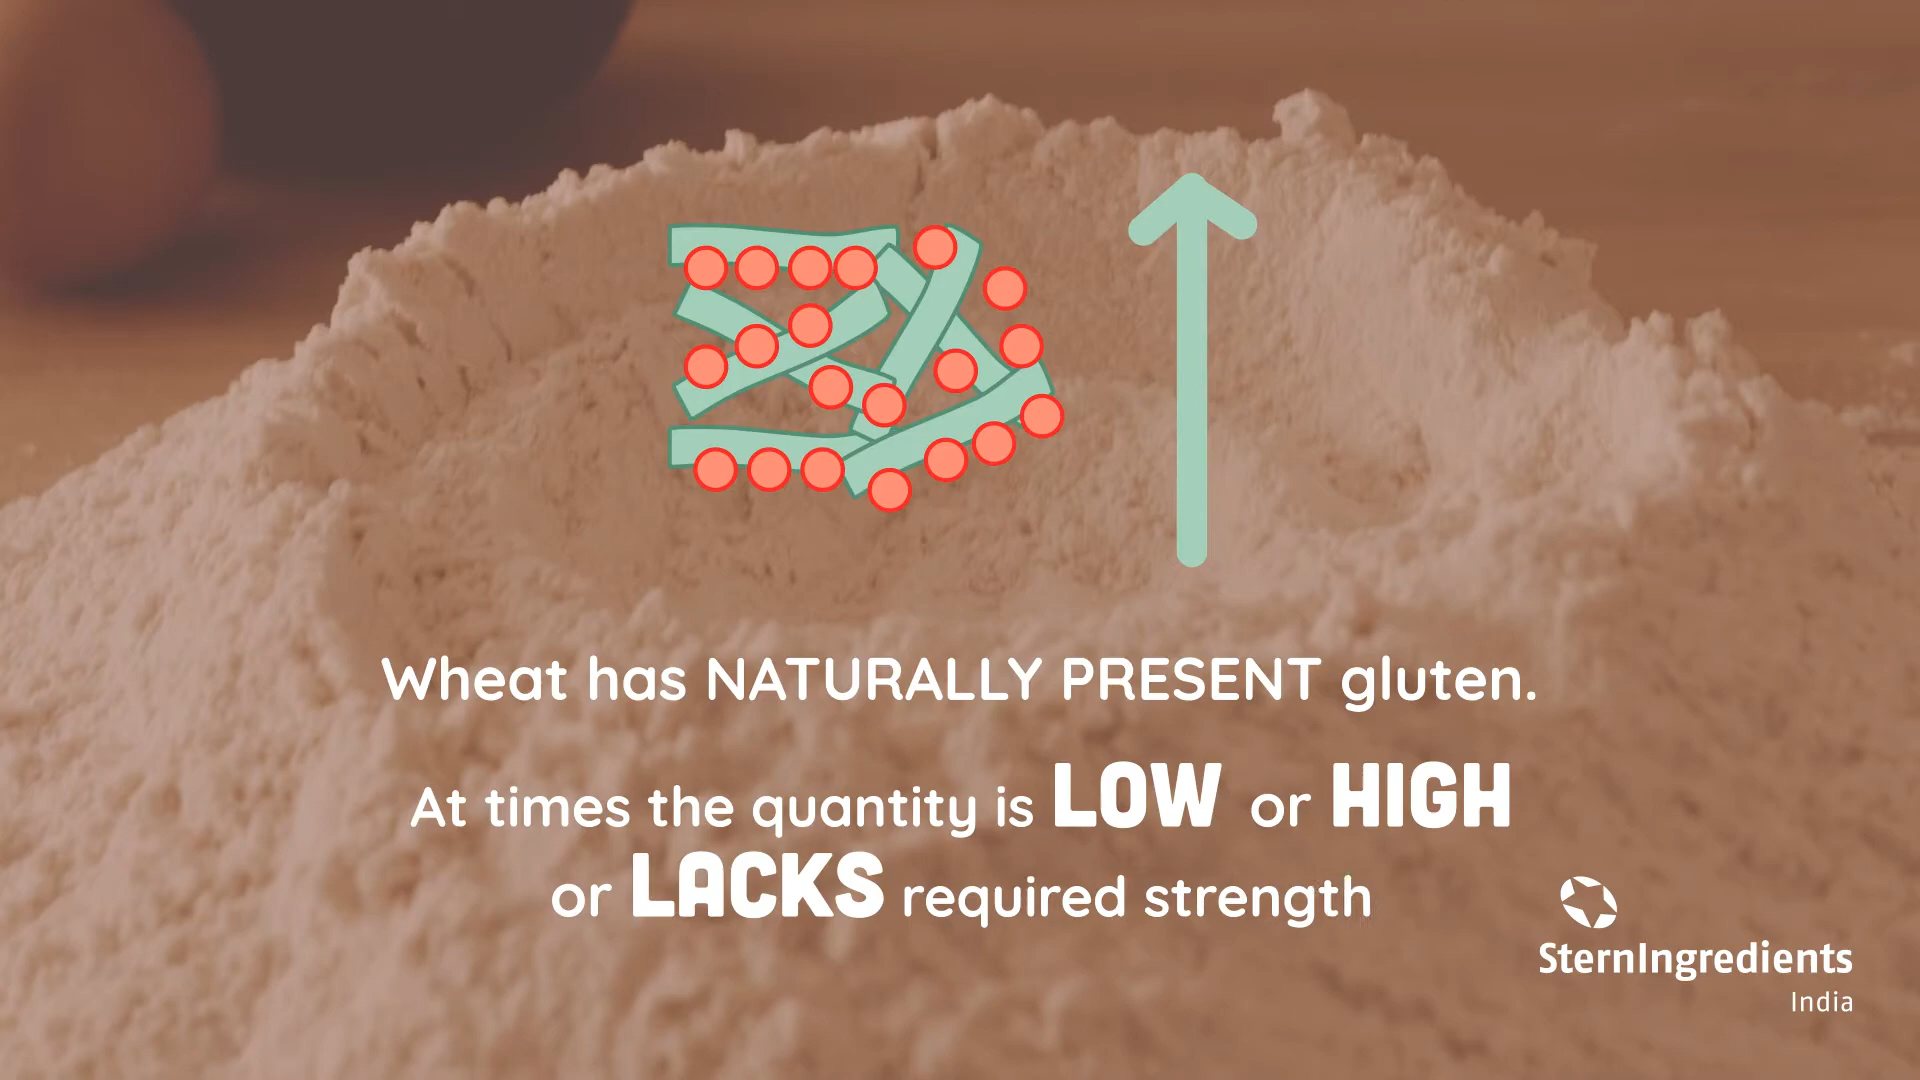 Wheat has NATURALLY PRESENT gluten.
At times the quantity is LOW or HIGH
or LACKS required strength
SternIngredients
India